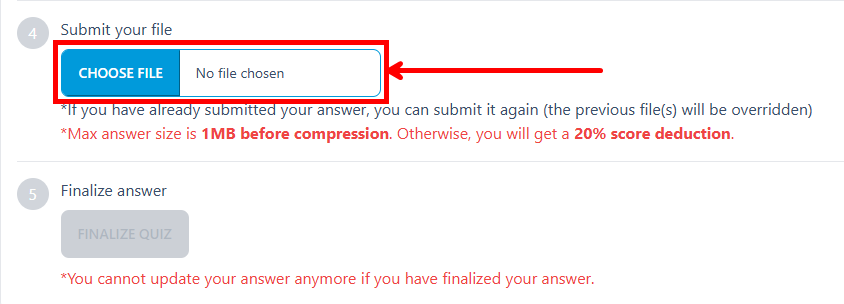 4 Submit your file
CHOOSE FILE No file chosen
*If you have already submitted your answer, you can submit it again (the previous file(s) will be overridden)
*Max answer size is 1MB before compression. Otherwise, you will get a 20% score deduction.
5 Finalize answer
FINALIZE QUIZ
*You cannot update your answer anymore if you have finalized your answer.